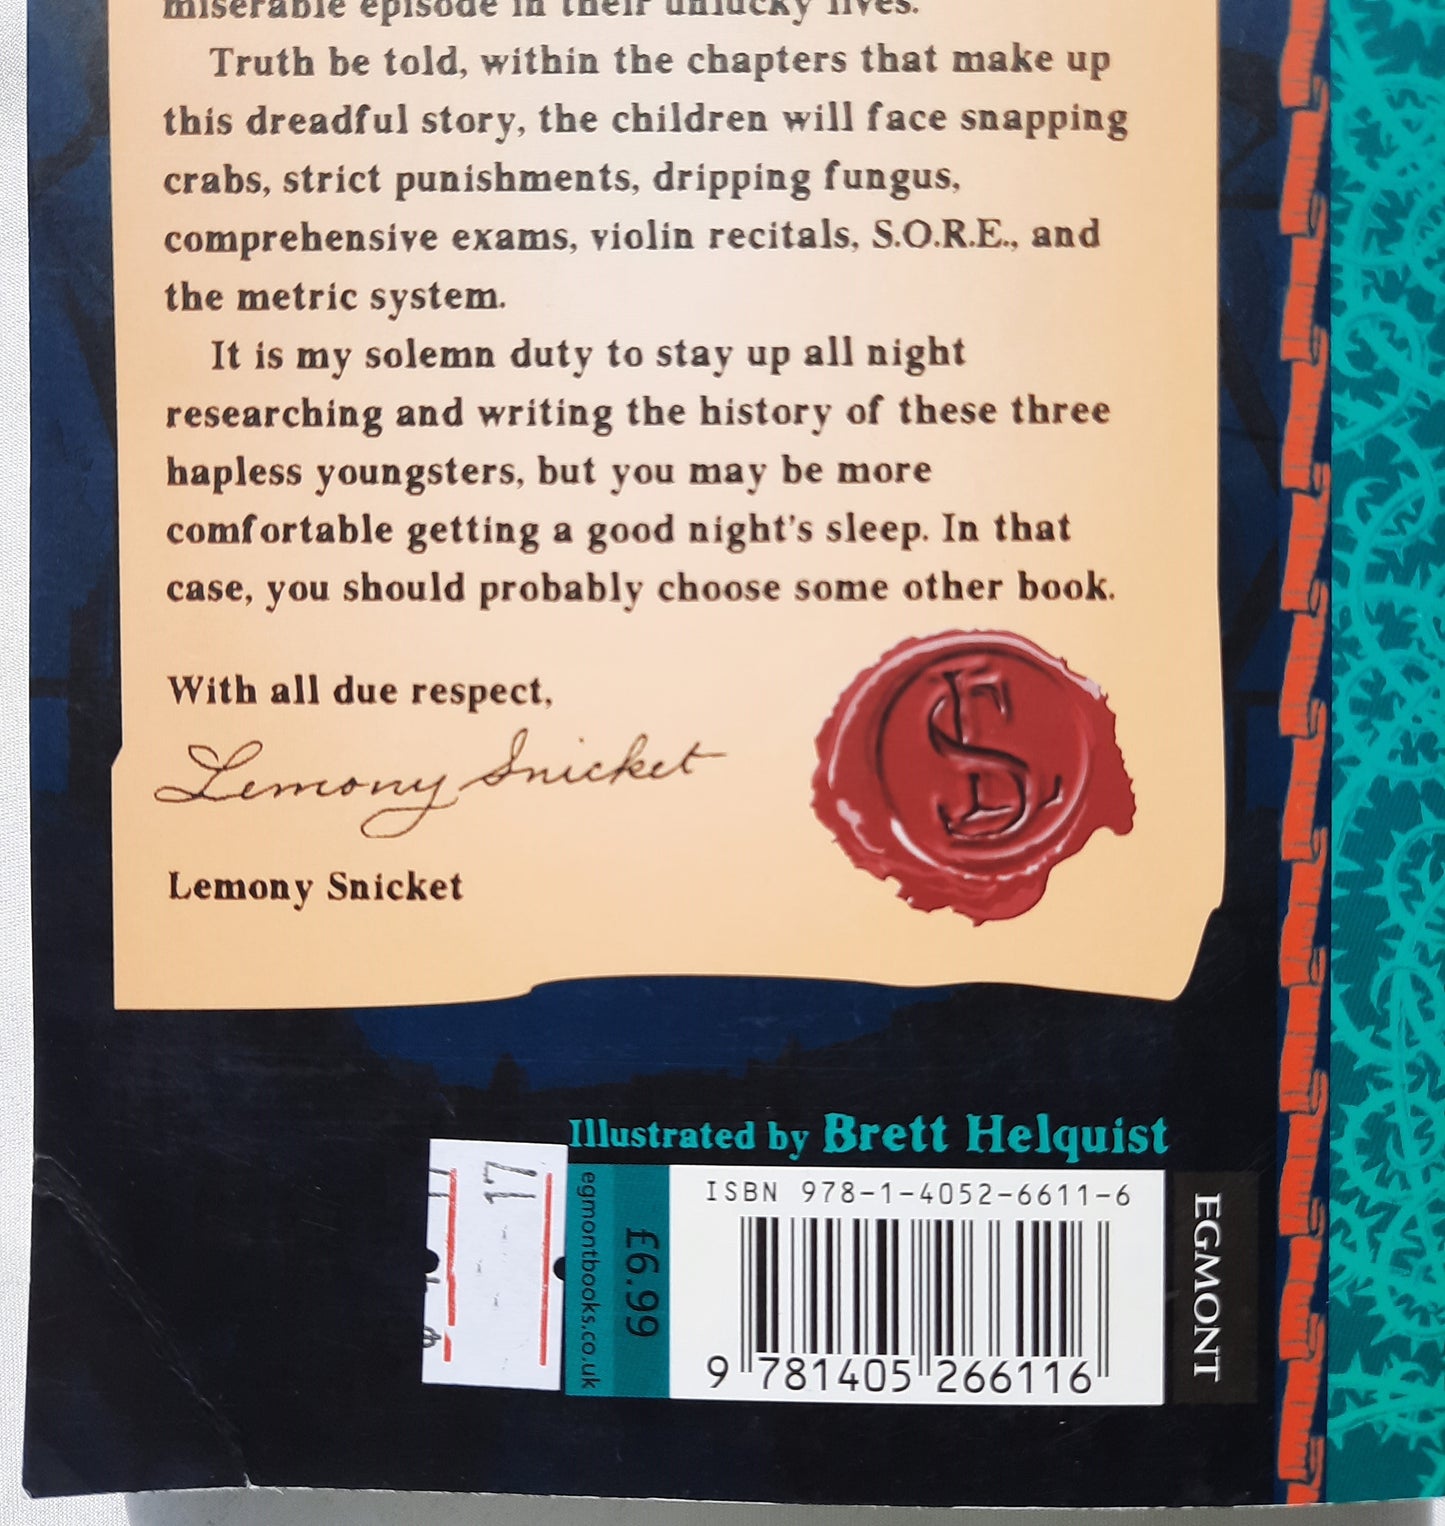 miserable episode in their unlucky lives.
Truth be told, within the chapters that make up
this dreadful story, the children will face snapping
crabs, strict punishments, dripping fungus,
comprehensive exams, violin recitals, S.O.R.E., and
the metric system.
It is my solemn duty to stay up all night
researching and writing the history of these three
hapless youngsters, but you may be more
comfortable getting a good night's sleep. In that
case, you should probably choose some other book.
With all due respect,
Lemony Snicket
Lemony Snicket
LS
Illustrated by Brett Helquist
17
egmontbooks.co.uk
£6.99
ISBN 978-1-4052-6611-6
9 781405 266116
EGMONT